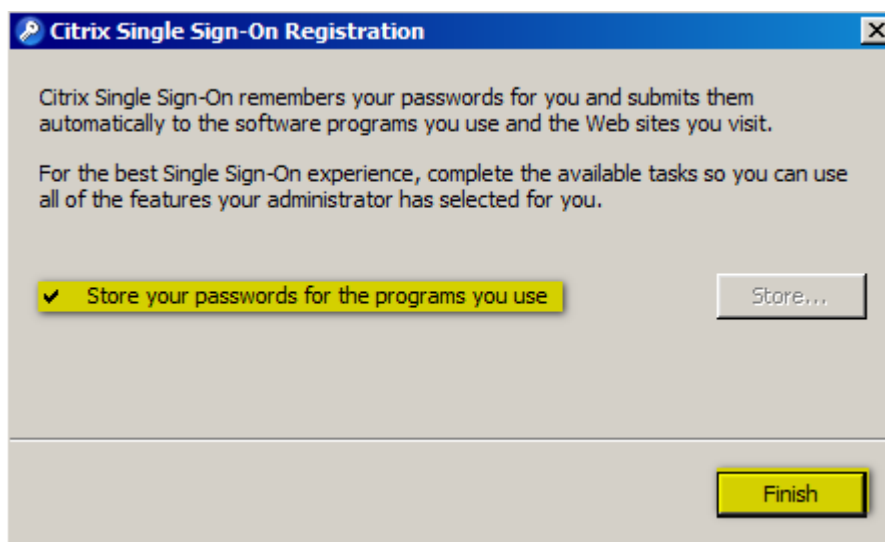 Citrix Single Sign-On Registration
Citrix Single Sign-On remembers your passwords for you and submits them
automatically to the software programs you use and the Web sites you visit.
For the best Single Sign-On experience, complete the available tasks so you can use
all of the features your administrator has selected for you.
Store your passwords for the programs you use
Store...
Finish